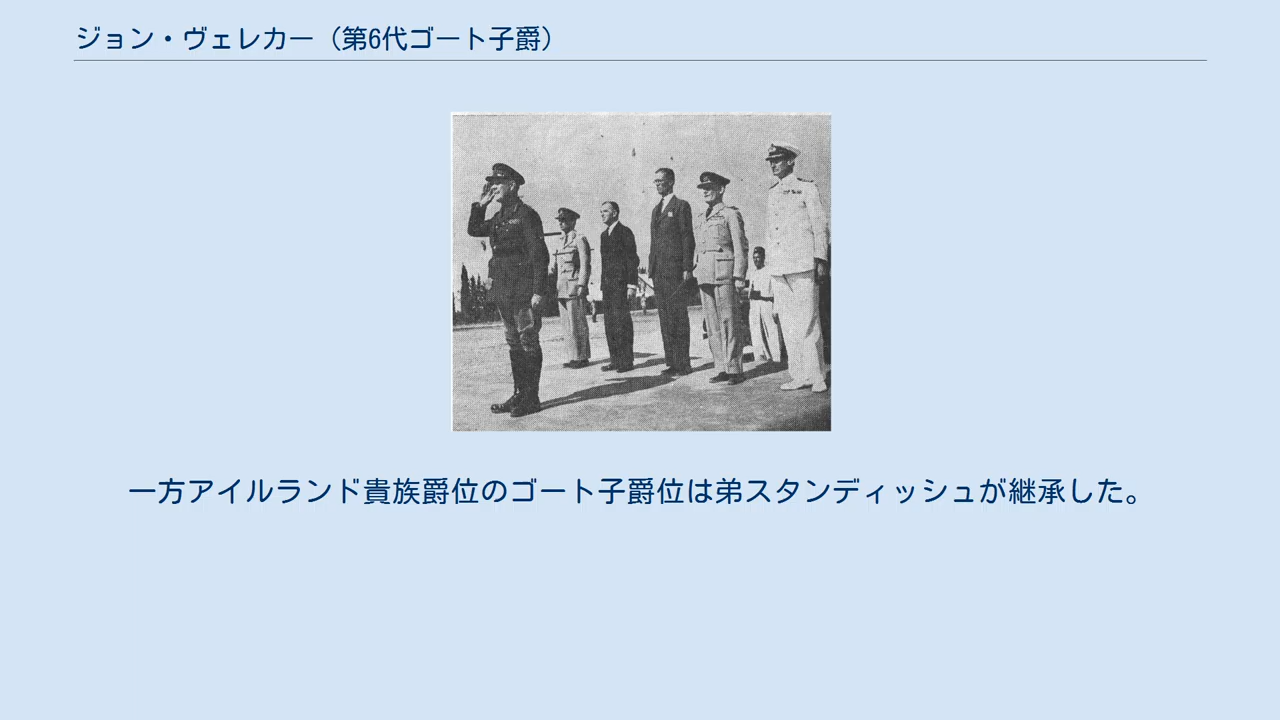 ジョン・ヴェレカー（第6代ゴート子爵）
一方アイルランド貴族爵位のゴート子爵位は弟スタンディッシュが継承した。